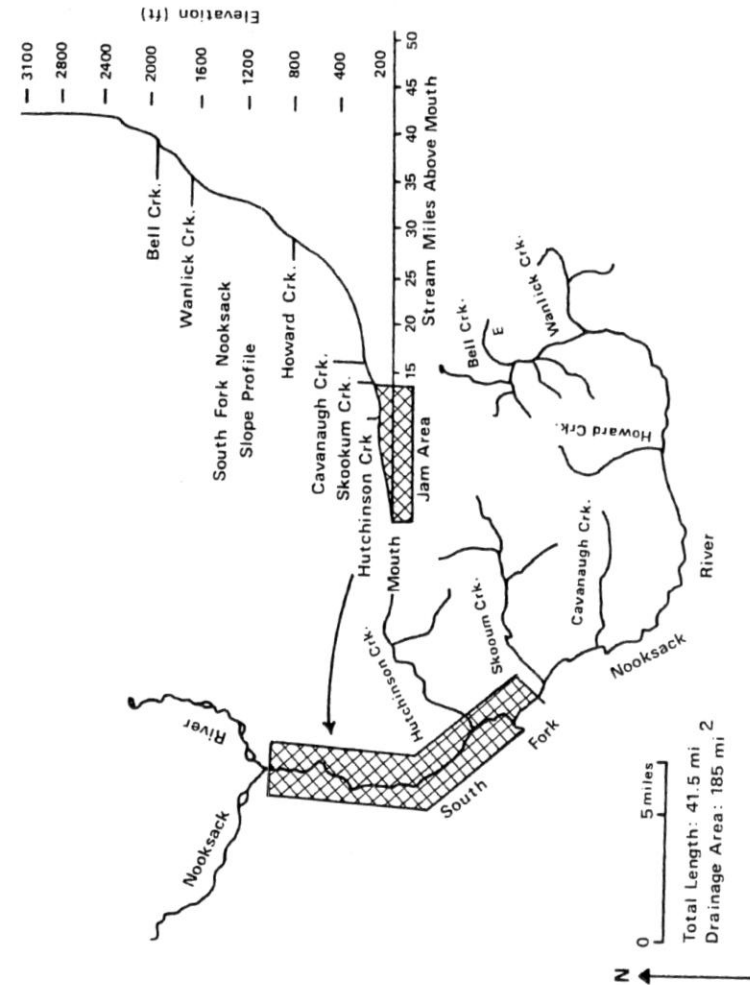 Elevation (ft)
3100
2800
2400
2000
1600
1200
800
400
200
15
20
25
30
35
40
45
50
Stream Miles Above Mouth
Bell Crk.
Wanlick Crk.
South Fork Nooksack
Slope Profile
Howard Crk.
Cavanaugh Crk.
Skookum Crk.
Hutchinson Crk
Mouth
Jam Area
River
Nooksack
Hutchinson Crk.
Skooum Crk.
Cavanaugh Crk.
Bell Crk.
E
Wanlick Crk.
Howard Crk.
South
Fork
Nooksack
River
0
5 miles
Total Length: 41.5 mi
Drainage Area: 185 mi 2
N